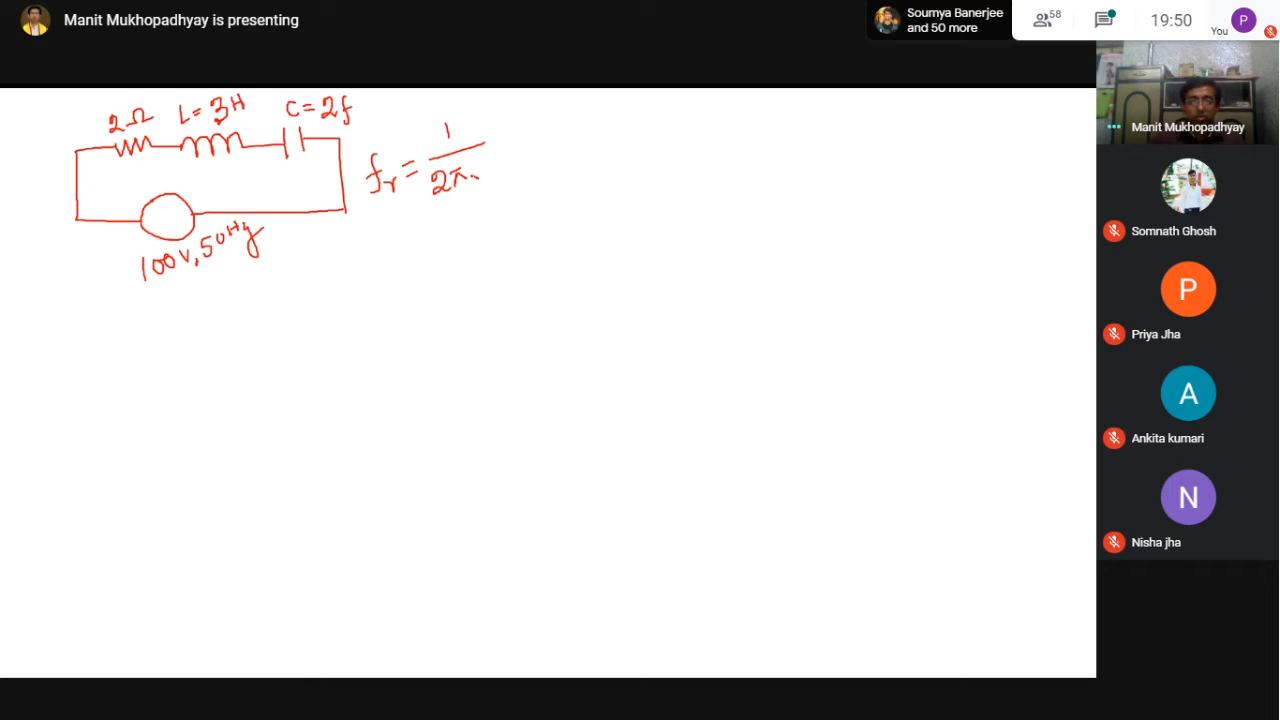 Manit Mukhopadhyay is presenting
Soumya Banerjee
and 50 more
58
19:50
You
P
2Ω L= 3H C= 2f
fr = 1/2π
100V, 50Hz
Manit Mukhopadhyay
Somnath Ghosh
P
Priya Jha
A
Ankita kumari
N
Nisha jha